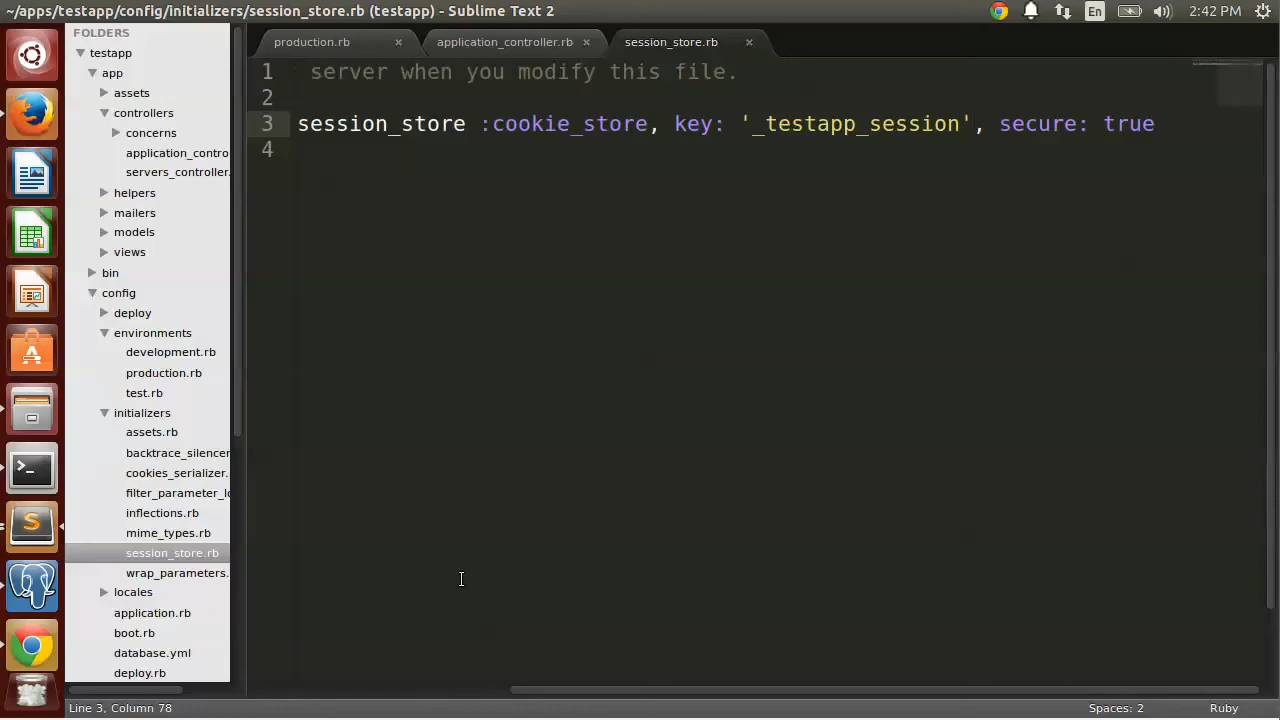 ~/apps/testapp/config/initializers/session_store.rb (testapp) - Sublime Text 2
En
2:42 PM
FOLDERS
testapp
app
assets
controllers
concerns
application_contro
servers_controller.
helpers
mailers
models
views
bin
config
deploy
environments
development.rb
production.rb
test.rb
initializers
assets.rb
backtrace_silencer
cookies_serializer.
filter_parameter_lo
inflections.rb
mime_types.rb
session_store.rb
wrap_parameters.
locales
application.rb
boot.rb
database.yml
deploy.rb
production.rb
application_controller.rb
session_store.rb
1 server when you modify this file.
2
3 session_store :cookie_store, key: '_testapp_session', secure: true
4
Line 3, Column 78
Spaces: 2
Ruby